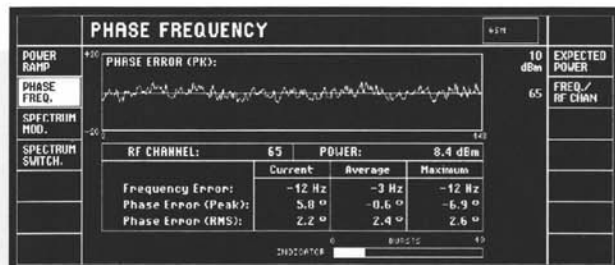 PHASE FREQUENCY
POWER RAMP
PHASE FREQ.
SPECTRUM MOD.
SPECTRUM SWITCH.
+20
PHASE ERROR (PK):
-20
0
10 dBm
65
EXPECTED POWER
FREQ./ RF CHAN
RF CHANNEL: 65 POWER: 8.4 dBm
Current Average Maximum
Frequency Error: -12 Hz -3 Hz -12 Hz
Phase Error (Peak): 5.8 º -0.6 º -6.9 º
Phase Error (RMS): 2.2 º 2.4 º 2.6 º
0 BURSTS 40
INDICATOR